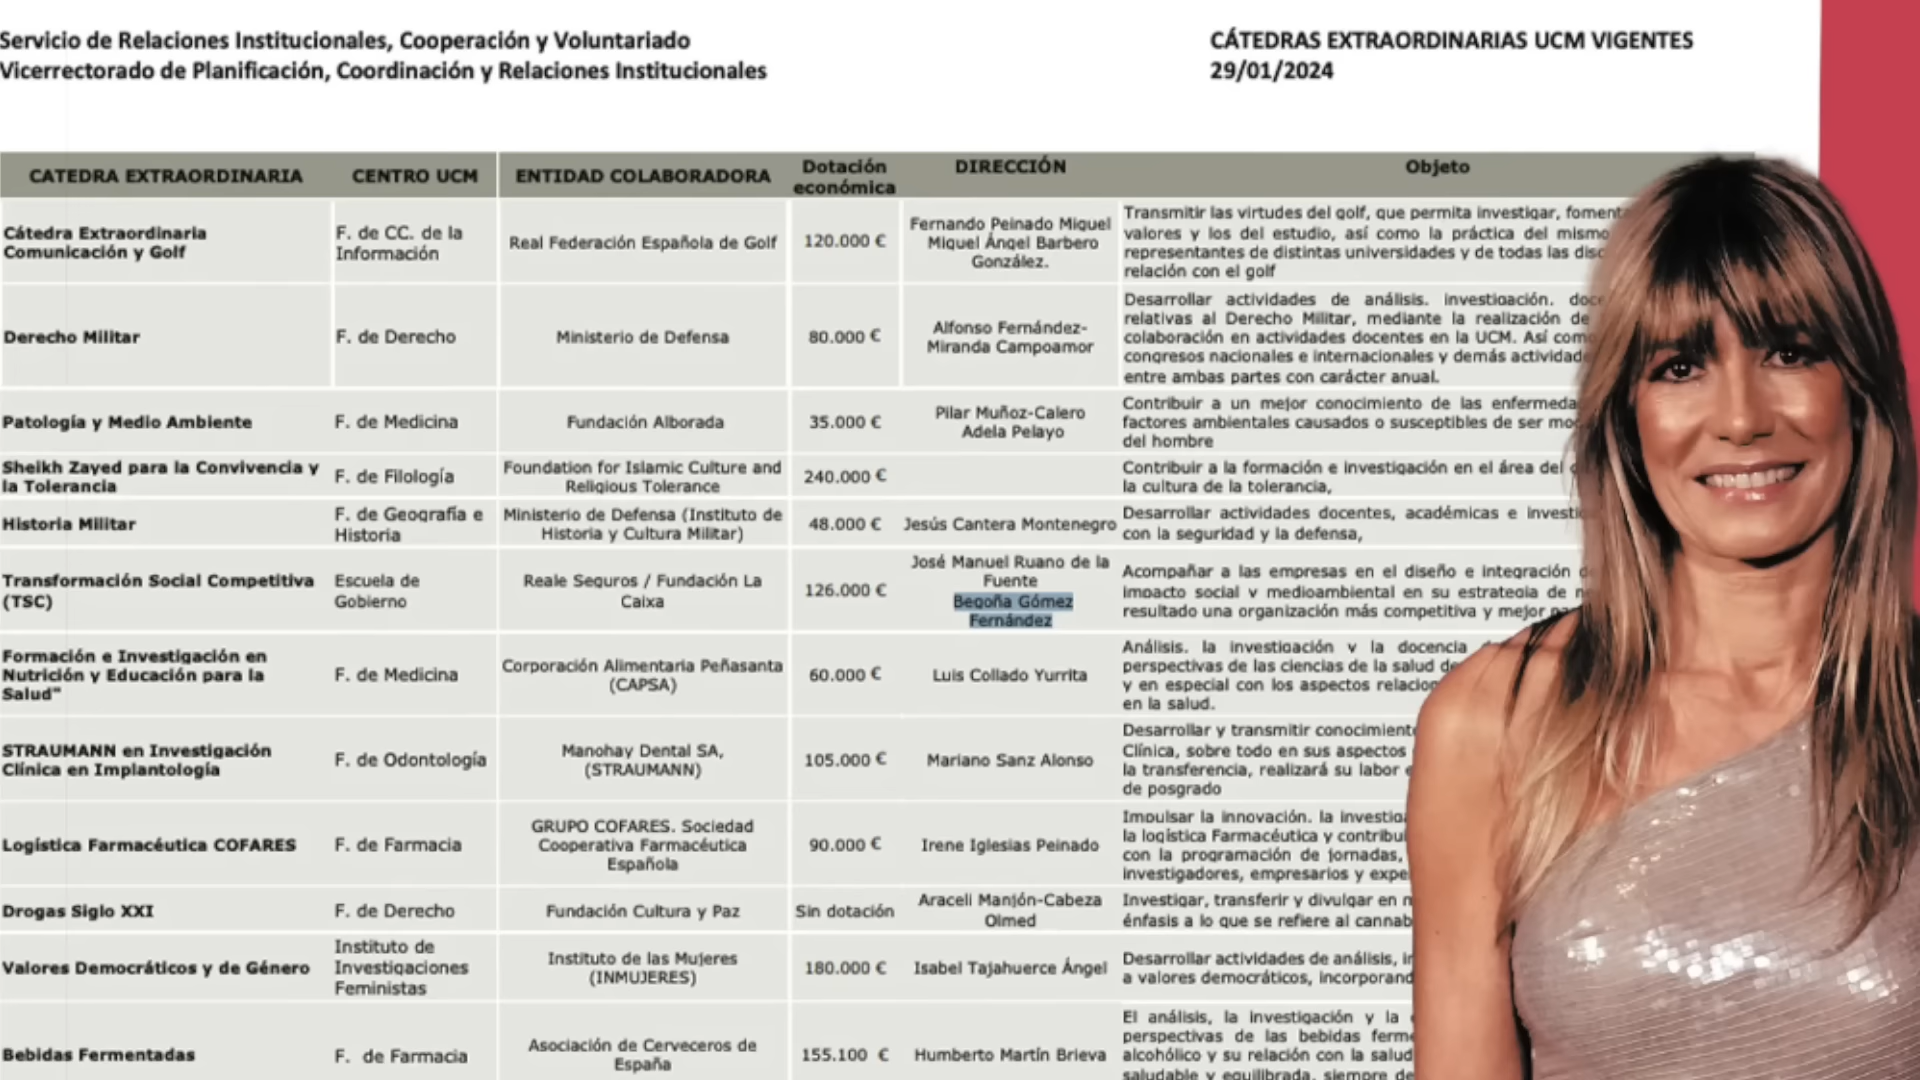 Servicio de Relaciones Institucionales, Cooperación y Voluntariado
Vicerrectorado de Planificación, Coordinación y Relaciones Institucionales
CÁTEDRAS EXTRAORDINARIAS UCM VIGENTES
29/01/2024
CATEDRA EXTRAORDINARIA
CENTRO UCM
ENTIDAD COLABORADORA
Dotación
económica
DIRECCIÓN
Objeto
Cátedra Extraordinaria
Comunicación y Golf
F. de CC. de la
Información
Real Federación Española de Golf
120.000 €
Fernando Peinado Miguel
Miguel Ángel Barbero
González.
Transmitir las virtudes del golf, que permita investigar,
valores y los del estudio, así como la práctica del mismo
representantes de distintas universidades y de todas las
relación con el golf
Derecho Militar
F. de Derecho
Ministerio de Defensa
80.000 €
Alfonso Fernández-
Miranda Campoamor
Desarrollar actividades de análisis. investigación.
relativas al Derecho Militar, mediante la realización de
colaboración en actividades docentes en la UCM. Así
congresos nacionales e internacionales y demás
entre ambas partes con carácter anual.
Patología y Medio Ambiente
F. de Medicina
Fundación Alborada
35.000 €
Pilar Muñoz-Calero
Adela Pelayo
Contribuir a un mejor conocimiento de las
factores ambientales causados o susceptibles de ser
del hombre
Sheikh Zayed para la Convivencia y
la Tolerancia
F. de Filología
Foundation for Islamic Culture and
Religious Tolerance
240.000 €
Contribuir a la formación e investigación en el área del
la cultura de la tolerancia,
Historia Militar
F. de Geografía e
Historia
Ministerio de Defensa (Instituto de
Historia y Cultura Militar)
48.000 €
Jesús Cantera Montenegro
Desarrollar actividades docentes, académicas e
con la seguridad y la defensa,
Transformación Social Competitiva
(TSC)
Escuela de
Gobierno
Reale Seguros / Fundación La
Caixa
126.000 €
José Manuel Ruano de la
Fuente
Begoña Gómez
Fernández
Acompañar a las empresas en el diseño e integración
impacto social y medioambiental en su estrategia de
resultado una organización más competitiva y mejor
Formación e Investigación en
Nutrición y Educación para la
Salud"
F. de Medicina
Corporación Alimentaria Peñasanta
(CAPSA)
60.000 €
Luis Collado Yurrita
Análisis. la investigación y la docencia
perspectivas de las ciencias de la salud
y en especial con los aspectos
en la salud.
STRAUMANN en Investigación
Clínica en Implantología
F. de Odontología
Manohay Dental SA,
(STRAUMANN)
105.000 €
Mariano Sanz Alonso
Desarrollar y transmitir
Clínica, sobre todo en sus aspectos
la transferencia, realizará su labor
de posgrado
Logística Farmacéutica COFARES
F. de Farmacia
GRUPO COFARES. Sociedad
Cooperativa Farmacéutica
Española
90.000 €
Irene Iglesias Peinado
Impulsar la innovación. la
la logística Farmacéutica y
con la programación de jornadas,
investigadores, empresarios y
Drogas Siglo XXI
F. de Derecho
Fundación Cultura y Paz
Sin dotación
Araceli Manjón-Cabeza
Olmed
Investigar, transferir y divulgar en
énfasis a lo que se refiere al
Valores Democráticos y de Género
Instituto de
Investigaciones
Feministas
Instituto de las Mujeres
(INMUJERES)
180.000 €
Isabel Tajahuerce Ángel
Desarrollar actividades de análisis,
a valores democráticos,
Bebidas Fermentadas
F. de Farmacia
Asociación de Cerveceros de
España
155.100 €
Humberto Martín Brieva
El análisis, la investigación y la
perspectivas de las bebidas
alcohólico y su relación con la salud
saludable y equilibrada, siempre